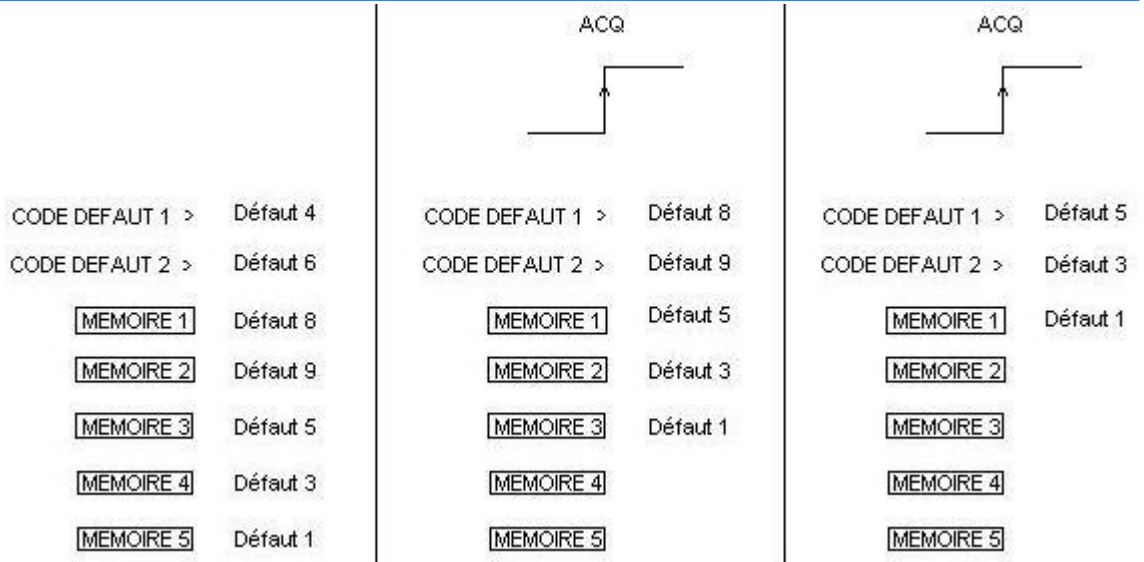 CODE DEFAUT 1 > Défaut 4
CODE DEFAUT 2 > Défaut 6
MEMOIRE 1 Défaut 8
MEMOIRE 2 Défaut 9
MEMOIRE 3 Défaut 5
MEMOIRE 4 Défaut 3
MEMOIRE 5 Défaut 1
ACQ
CODE DEFAUT 1 > Défaut 8
CODE DEFAUT 2 > Défaut 9
MEMOIRE 1 Défaut 5
MEMOIRE 2 Défaut 3
MEMOIRE 3 Défaut 1
MEMOIRE 4
MEMOIRE 5
ACQ
CODE DEFAUT 1 > Défaut 5
CODE DEFAUT 2 > Défaut 3
MEMOIRE 1 Défaut 1
MEMOIRE 2
MEMOIRE 3
MEMOIRE 4
MEMOIRE 5